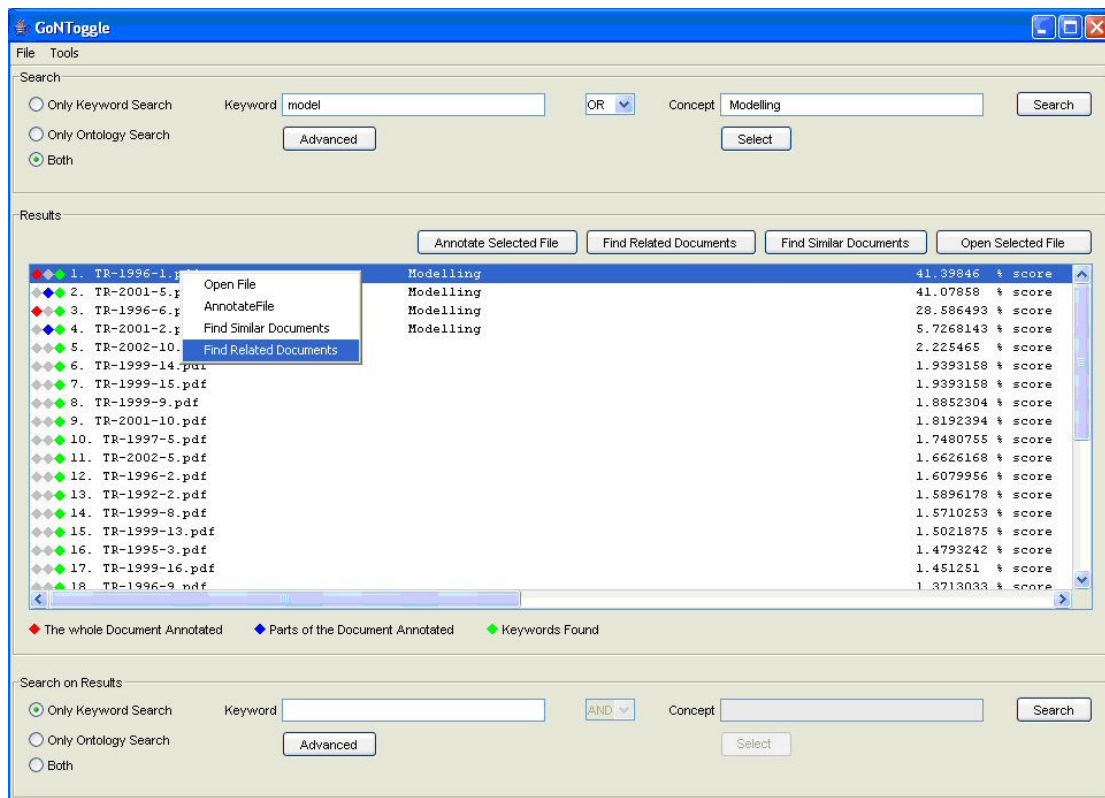 GoNToggle
File Tools
Search
Only Keyword Search Keyword model OR Concept Modelling Search
Only Ontology Search Advanced Select
Both
Results
Annotate Selected File Find Related Documents Find Similar Documents Open Selected File
1. TR-1996-1.pdf Modelling 41.39846 % score
Open File
2. TR-2001-5.p Modelling 41.07858 % score
AnnotateFile
3. TR-1996-6.p Modelling 28.586493 % score
Find Similar Documents
4. TR-2001-2.p Modelling 5.7268143 % score
Find Related Documents
5. TR-2002-10. 2.225465 % score
6. TR-1999-14.pdf 1.9393158 % score
7. TR-1999-15.pdf 1.9393158 % score
8. TR-1999-9.pdf 1.8852304 % score
9. TR-2001-10.pdf 1.8192394 % score
10. TR-1997-5.pdf 1.7480755 % score
11. TR-2002-5.pdf 1.6626168 % score
12. TR-1996-2.pdf 1.6079956 % score
13. TR-1992-2.pdf 1.5896178 % score
14. TR-1999-8.pdf 1.5710253 % score
15. TR-1999-13.pdf 1.5021875 % score
16. TR-1995-3.pdf 1.4793242 % score
17. TR-1999-16.pdf 1.451251 % score
18. TR-1996-9.pdf 1.3713033 % score
The whole Document Annotated Parts of the Document Annotated Keywords Found
Search on Results
Only Keyword Search Keyword AND Concept Search
Only Ontology Search Advanced Select
Both